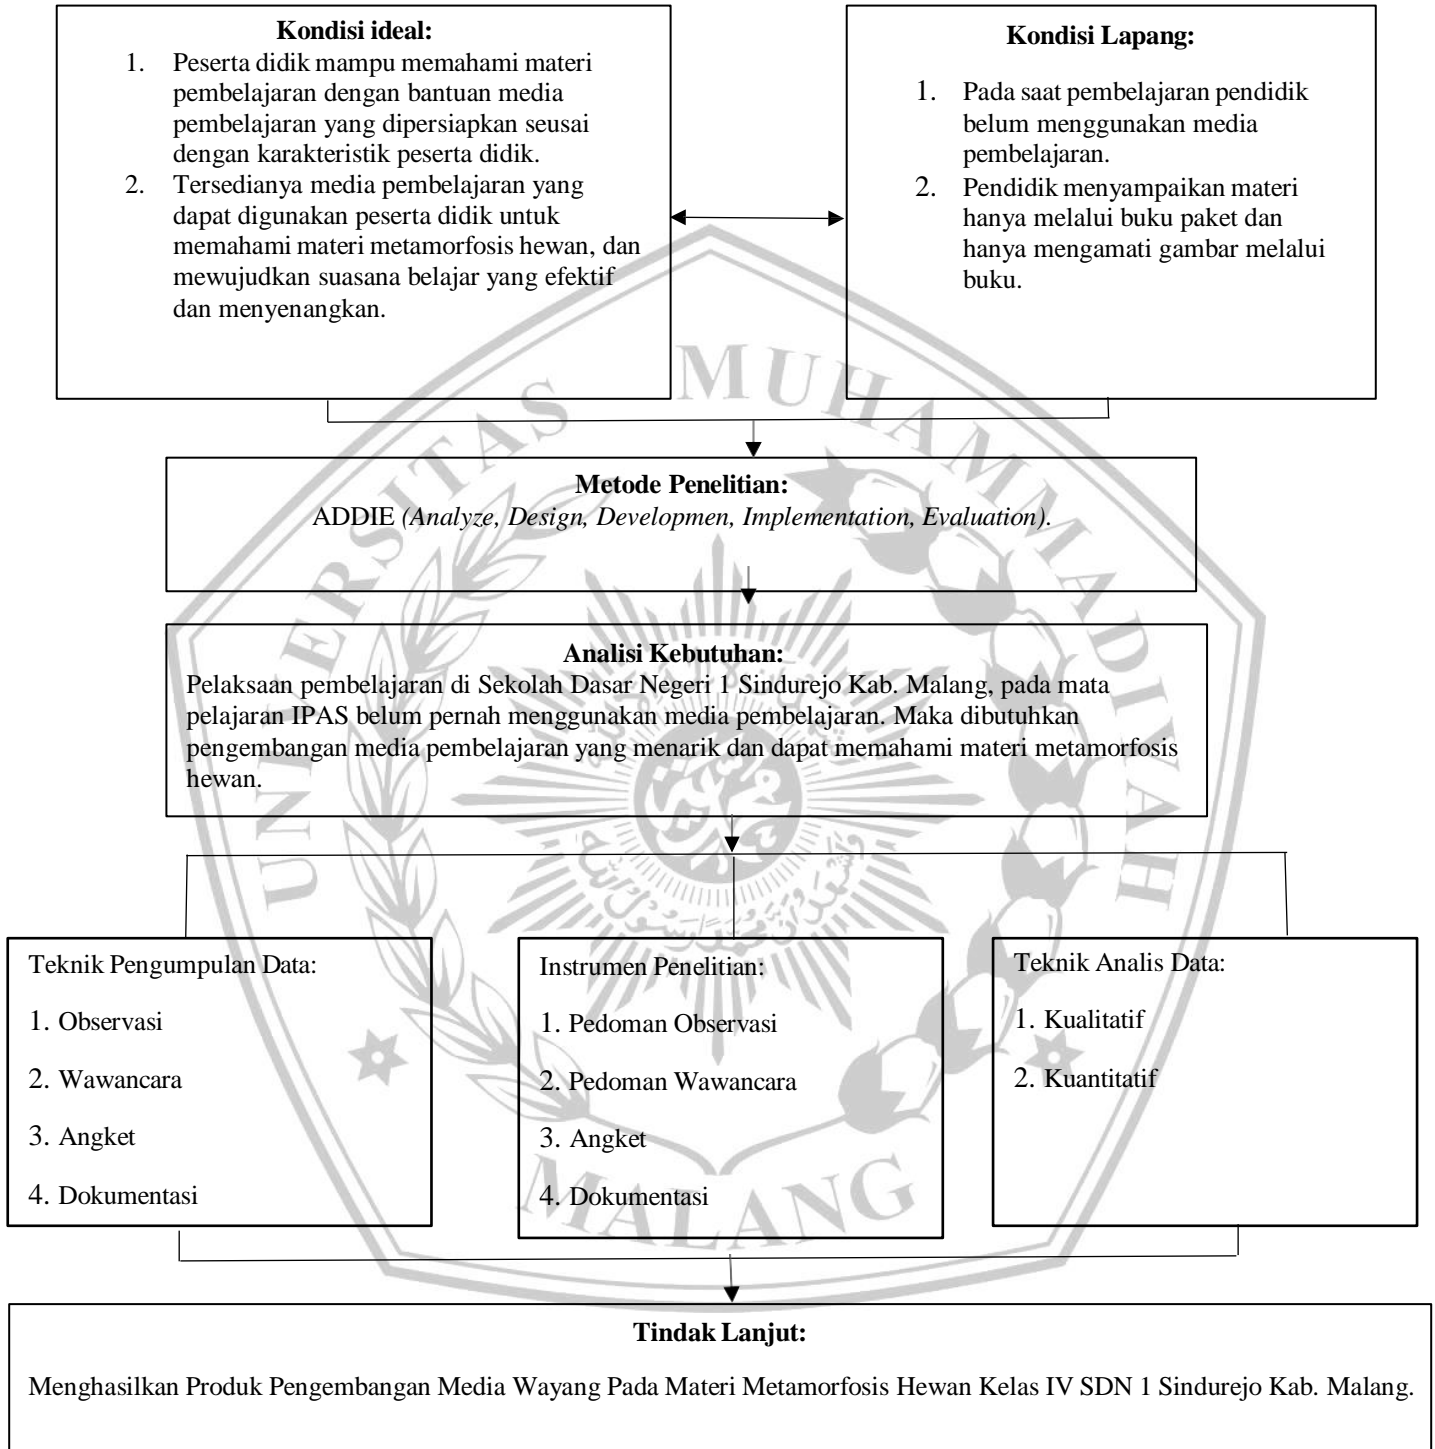 Kondisi ideal:
1. Peserta didik mampu memahami materi
pembelajaran dengan bantuan media
pembelajaran yang dipersiapkan seusai
dengan karakteristik peserta didik.
2. Tersedianya media pembelajaran yang
dapat digunakan peserta didik untuk
memahami materi metamorfosis hewan, dan
mewujudkan suasana belajar yang efektif
dan menyenangkan.
Kondisi Lapang:
1. Pada saat pembelajaran pendidik
belum menggunakan media
pembelajaran.
2. Pendidik menyampaikan materi
hanya melalui buku paket dan
hanya mengamati gambar melalui
buku.
Metode Penelitian:
ADDIE (Analyze, Design, Developmen, Implementation, Evaluation).
Analisi Kebutuhan:
Pelaksaan pembelajaran di Sekolah Dasar Negeri 1 Sindurejo Kab. Malang, pada mata
pelajaran IPAS belum pernah menggunakan media pembelajaran. Maka dibutuhkan
pengembangan media pembelajaran yang menarik dan dapat memahami materi metamorfosis
hewan.
Teknik Pengumpulan Data:
1. Observasi
2. Wawancara
3. Angket
4. Dokumentasi
Instrumen Penelitian:
1. Pedoman Observasi
2. Pedoman Wawancara
3. Angket
4. Dokumentasi
Teknik Analis Data:
1. Kualitatif
2. Kuantitatif
Tindak Lanjut:
Menghasilkan Produk Pengembangan Media Wayang Pada Materi Metamorfosis Hewan Kelas IV SDN 1 Sindurejo Kab. Malang.
UNIVERSITAS MUHAMMADIYAH
MALANG